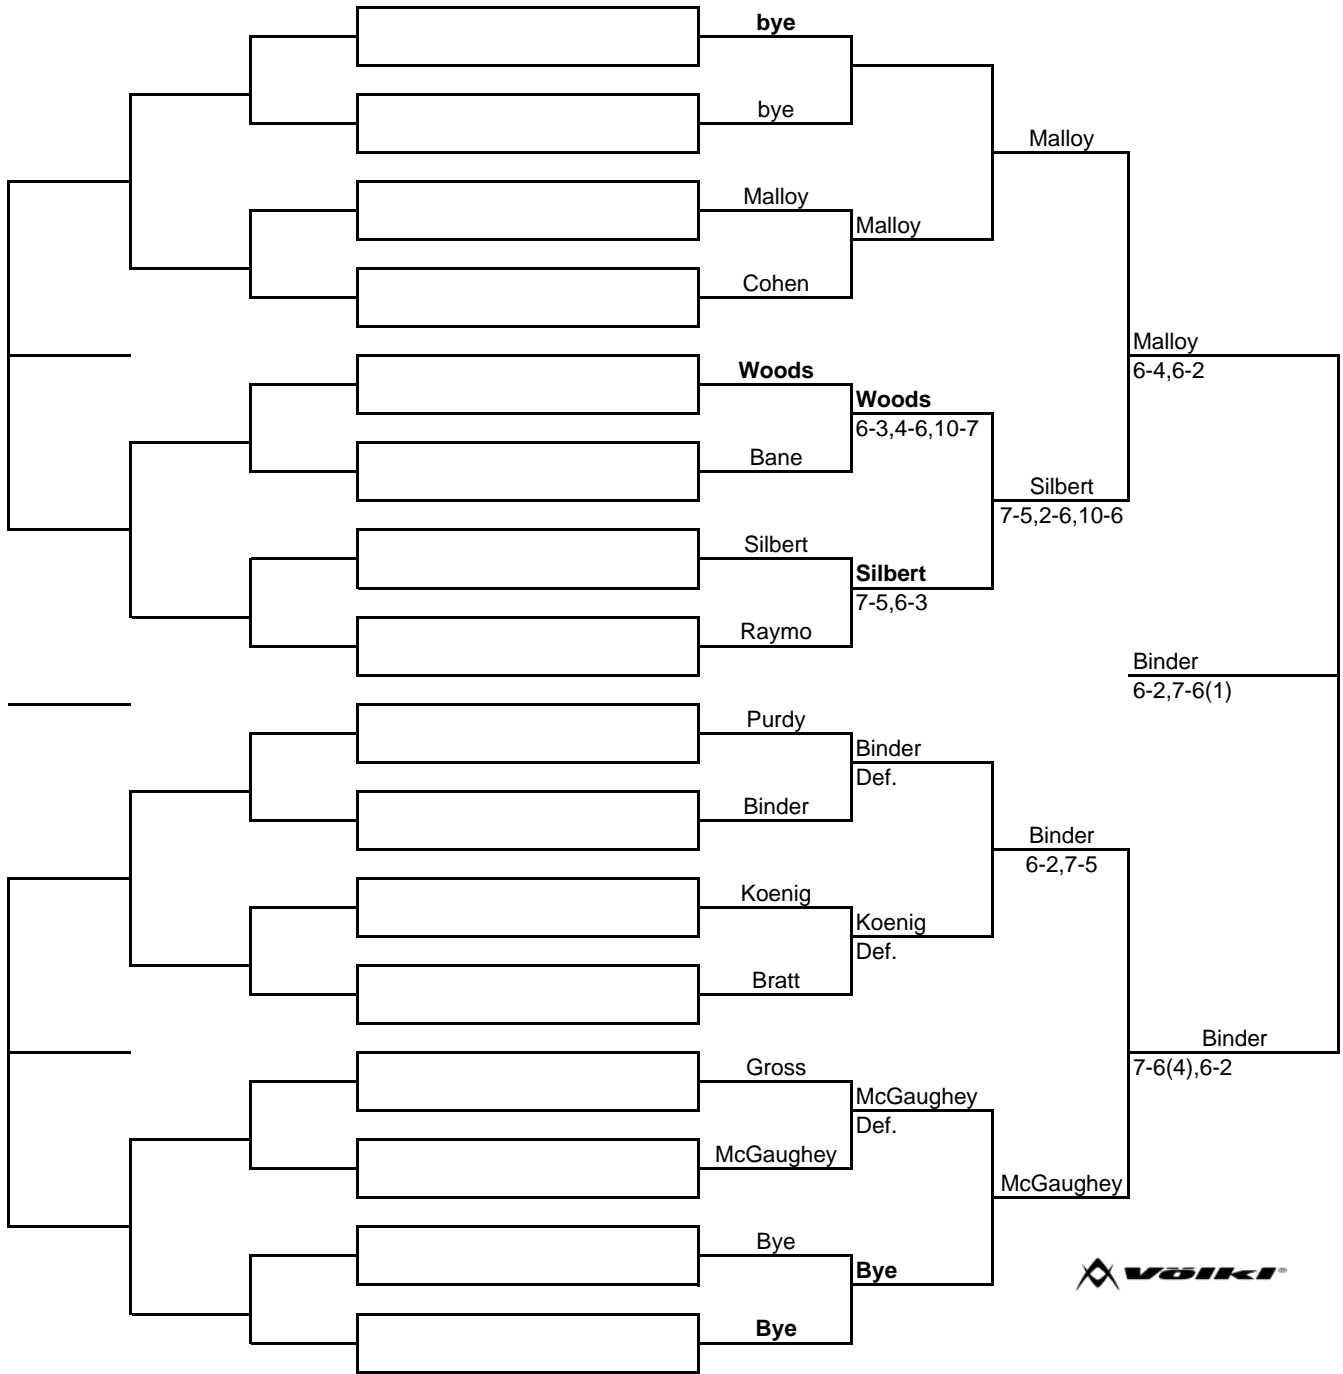 bye
bye
Malloy
Malloy
Malloy
Cohen
Malloy
6-4,6-2
Woods
Woods
6-3,4-6,10-7
Bane
Silbert
7-5,2-6,10-6
Silbert
Silbert
7-5,6-3
Raymo
Binder
6-2,7-6(1)
Purdy
Binder
Def.
Binder
Binder
6-2,7-5
Koenig
Koenig
Def.
Bratt
Binder
7-6(4),6-2
Gross
McGaughey
Def.
McGaughey
McGaughey
Bye
Bye
Völkl®
Bye